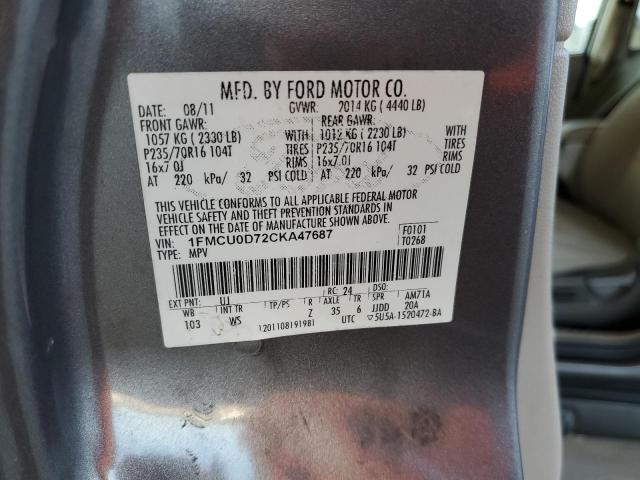 MFD. BY FORD MOTOR CO.
DATE: 08/11 GVWR: 2014 KG ( 4440 LB)
FRONT GAWR: REAR GAWR:
1057 KG ( 2330 LB) WITH 1012 KG ( 2230 LB) WITH
P235/70R16 104T TIRES P235/70R16 104T TIRES
16x7.0J RIMS 16x7.0J RIMS
AT 220 kPa/ 32 PSI COLD AT 220 kPa/ 32 PSI COLD
THIS VEHICLE CONFORMS TO ALL APPLICABLE FEDERAL MOTOR
VEHICLE SAFETY AND THEFT PREVENTION STANDARDS IN
EFFECT ON THE DATE OF MANUFACTURE SHOWN ABOVE.
VIN: 1FMCU0D72CKA47687 F0101
TYPE: MPV T0268
EXT PNT: UJ RC: 24 DSO:
WB INT TR TP/PS R AXLE TR SPR AM71A
103 WS Z 35 6 JJDD 20A
1201108191981 UTC ▽5U5A-1520472-BA